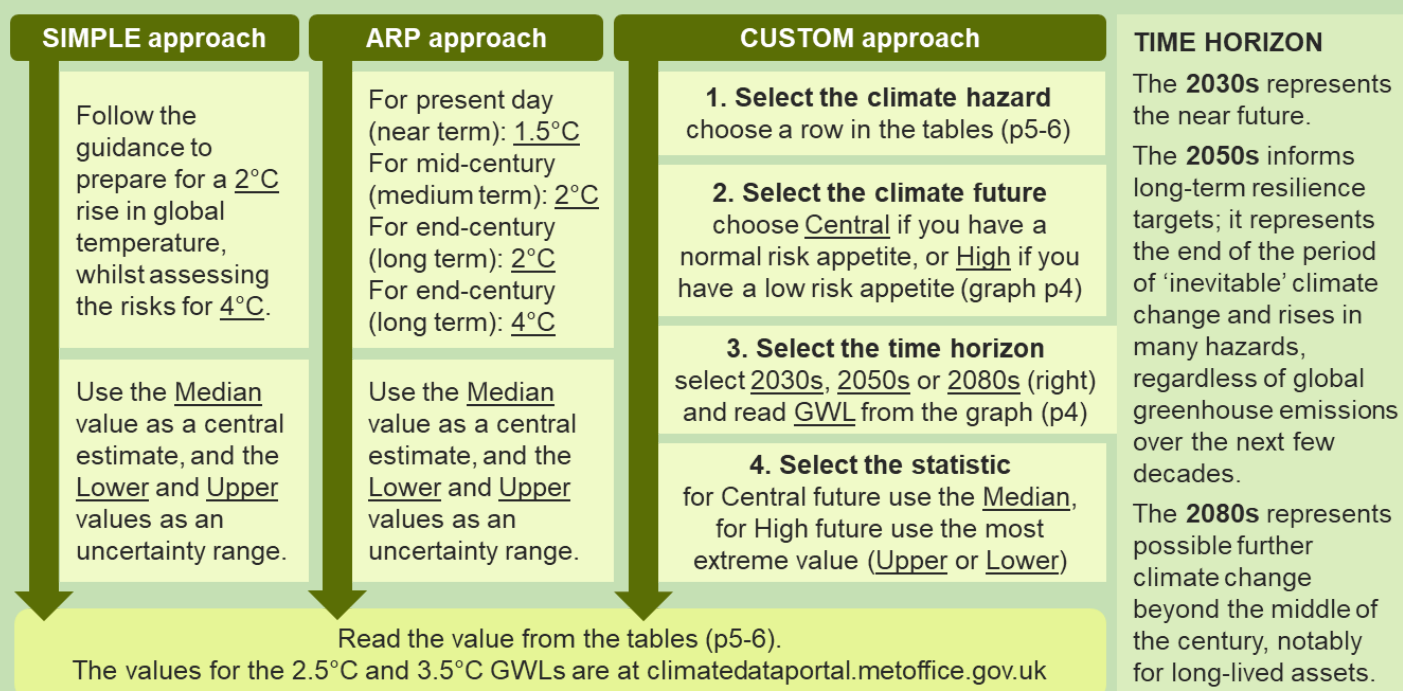 SIMPLE approach
Follow the
guidance to
prepare for a 2°C
rise in global
temperature,
whilst assessing
the risks for 4°C.
Use the Median
value as a central
estimate, and the
Lower and Upper
values as an
uncertainty range.
ARP approach
For present day
(near term): 1.5°C
For mid-century
(medium term): 2°C
For end-century
(long term): 2°C
For end-century
(long term): 4°C
Use the Median
value as a central
estimate, and the
Lower and Upper
values as an
uncertainty range.
CUSTOM approach
1. Select the climate hazard
choose a row in the tables (p5-6)
2. Select the climate future
choose Central if you have a
normal risk appetite, or High if you
have a low risk appetite (graph p4)
3. Select the time horizon
select 2030s, 2050s or 2080s (right)
and read GWL from the graph (p4)
4. Select the statistic
for Central future use the Median,
for High future use the most
extreme value (Upper or Lower)
Read the value from the tables (p5-6).
The values for the 2.5°C and 3.5°C GWLs are at climatedataportal.metoffice.gov.uk
TIME HORIZON
The 2030s represents
the near future.
The 2050s informs
long-term resilience
targets; it represents
the end of the period
of ‘inevitable’ climate
change and rises in
many hazards,
regardless of global
greenhouse emissions
over the next few
decades.
The 2080s represents
possible further
climate change
beyond the middle of
the century, notably
for long-lived assets.